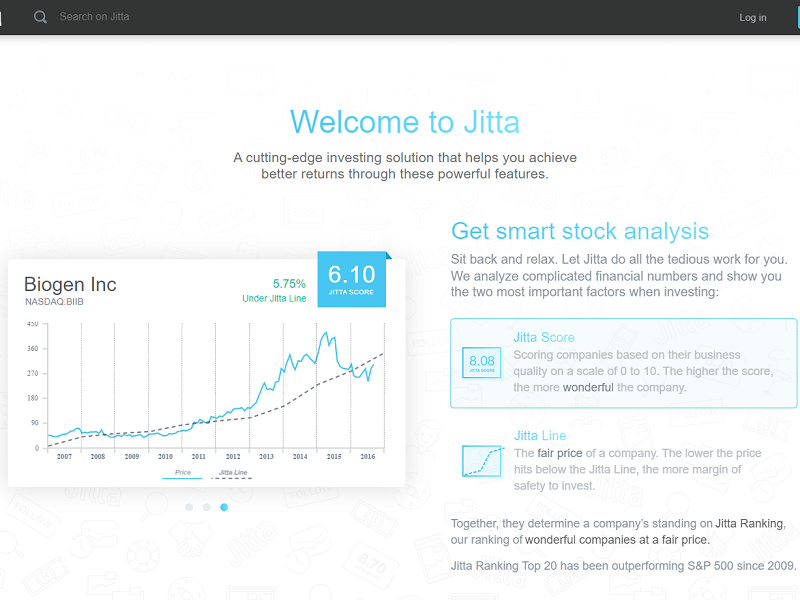 Search on Jitta
Log in
Welcome to Jitta
A cutting-edge investing solution that helps you achieve
better returns through these powerful features.
Biogen Inc
NASDAQ:BIIB
5.75%
Under Jitta Line
6.10
JITTA SCORE
450
360
270
180
90
0
2007 2008 2009 2010 2011 2012 2013 2014 2015 2016
Price Jitta Line
Get smart stock analysis
Sit back and relax. Let Jitta do all the tedious work for you.
We analyze complicated financial numbers and show you
the two most important factors when investing:
8.08
JITTA SCORE
Jitta Score
Scoring companies based on their business
quality on a scale of 0 to 10. The higher the score,
the more wonderful the company.
Jitta Line
The fair price of a company. The lower the price
hits below the Jitta Line, the more margin of
safety to invest.
Together, they determine a company's standing on Jitta Ranking,
our ranking of wonderful companies at a fair price.
Jitta Ranking Top 20 has been outperforming S&P 500 since 2009.
FOLLOW
Jitta
8.70